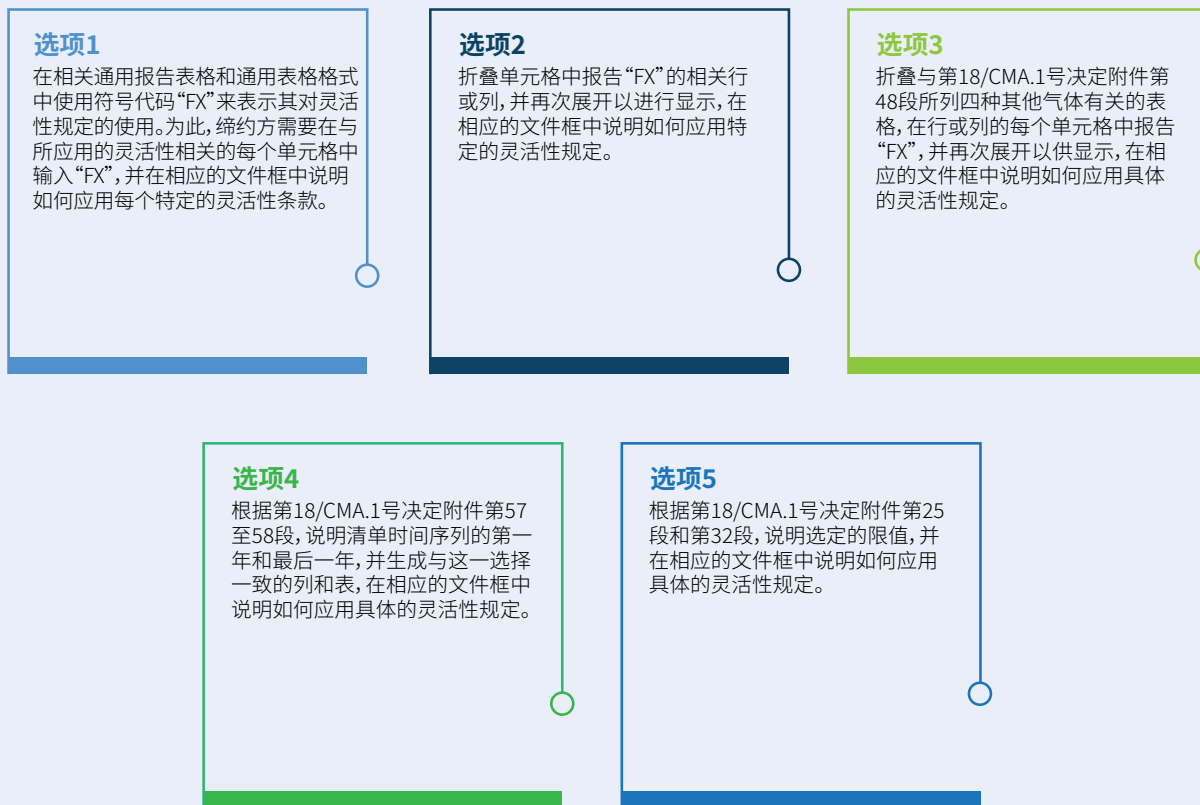 选项1
在相关通用报告表格和通用表格格式
中使用符号代码“FX”来表示其对灵活
性规定的使用。为此,缔约方需要在与
所应用的灵活性相关的每个单元格中
输入“FX”,并在相应的文件框中说明
如何应用每个特定的灵活性条款。
选项2
折叠单元格中报告“FX”的相关行
或列,并再次展开以进行显示,在
相应的文件框中说明如何应用特
定的灵活性规定。
选项3
折叠与第18/CMA.1号决定附件第
48段所列四种其他气体有关的表
格,在行或列的每个单元格中报告
“FX”,并再次展开以供显示,在相
应的文件框中说明如何应用具体
的灵活性规定。
选项4
根据第18/CMA.1号决定附件第57
至58段,说明清单时间序列的第一
年和最后一年,并生成与这一选择
一致的列和表,在相应的文件框中
说明如何应用具体的灵活性规定。
选项5
根据第18/CMA.1号决定附件第25
段和第32段,说明选定的限值,并
在相应的文件框中说明如何应用
具体的灵活性规定。